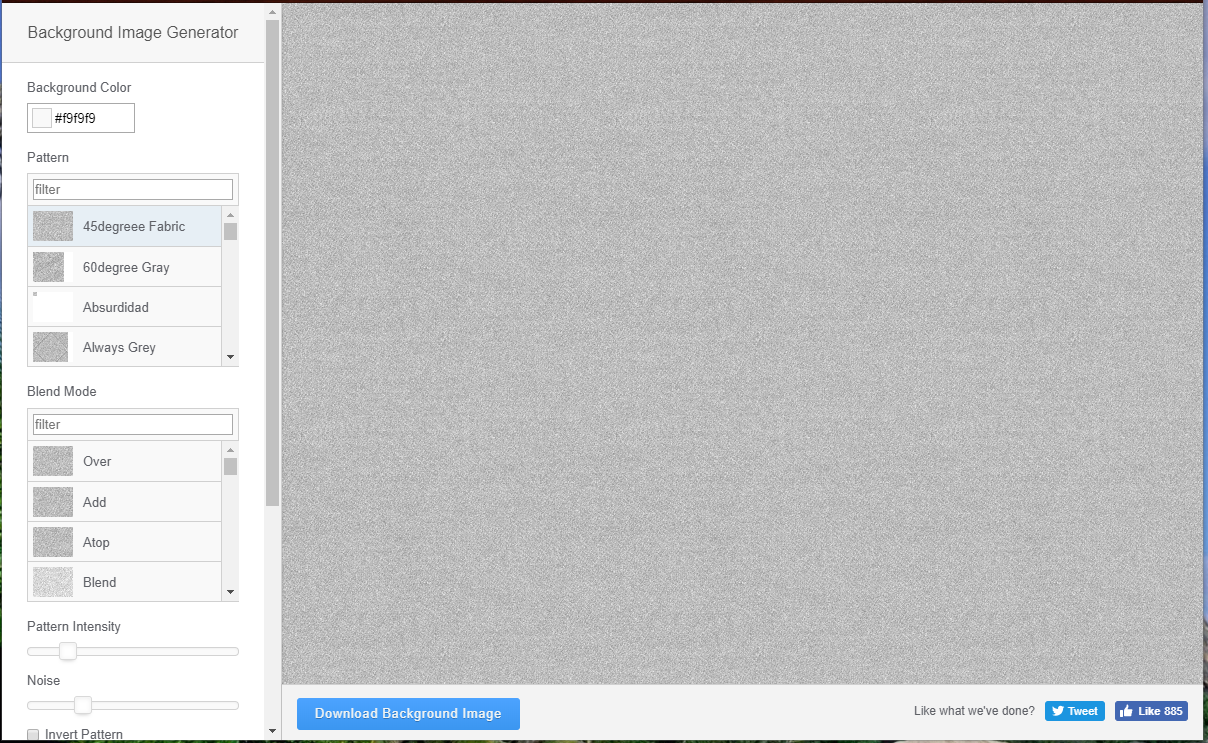 Background Image Generator
Background Color
#f9f9f9
Pattern
filter
45degreee Fabric
60degree Gray
Absurdidad
Always Grey
Blend Mode
filter
Over
Add
Atop
Blend
Pattern Intensity
Noise
Invert Pattern
Download Background Image
Like what we've done?
Tweet
Like 885